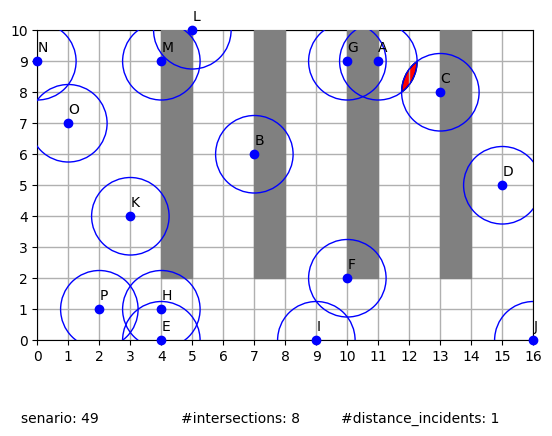 L
N
M
G
A
C
O
B
D
K
F
P
H
E
I
J
10
9
8
7
6
5
4
3
2
1
0
0 1 2 3 4 5 6 7 8 9 10 11 12 13 14 15 16
senario: 49 #intersections: 8 #distance_incidents: 1